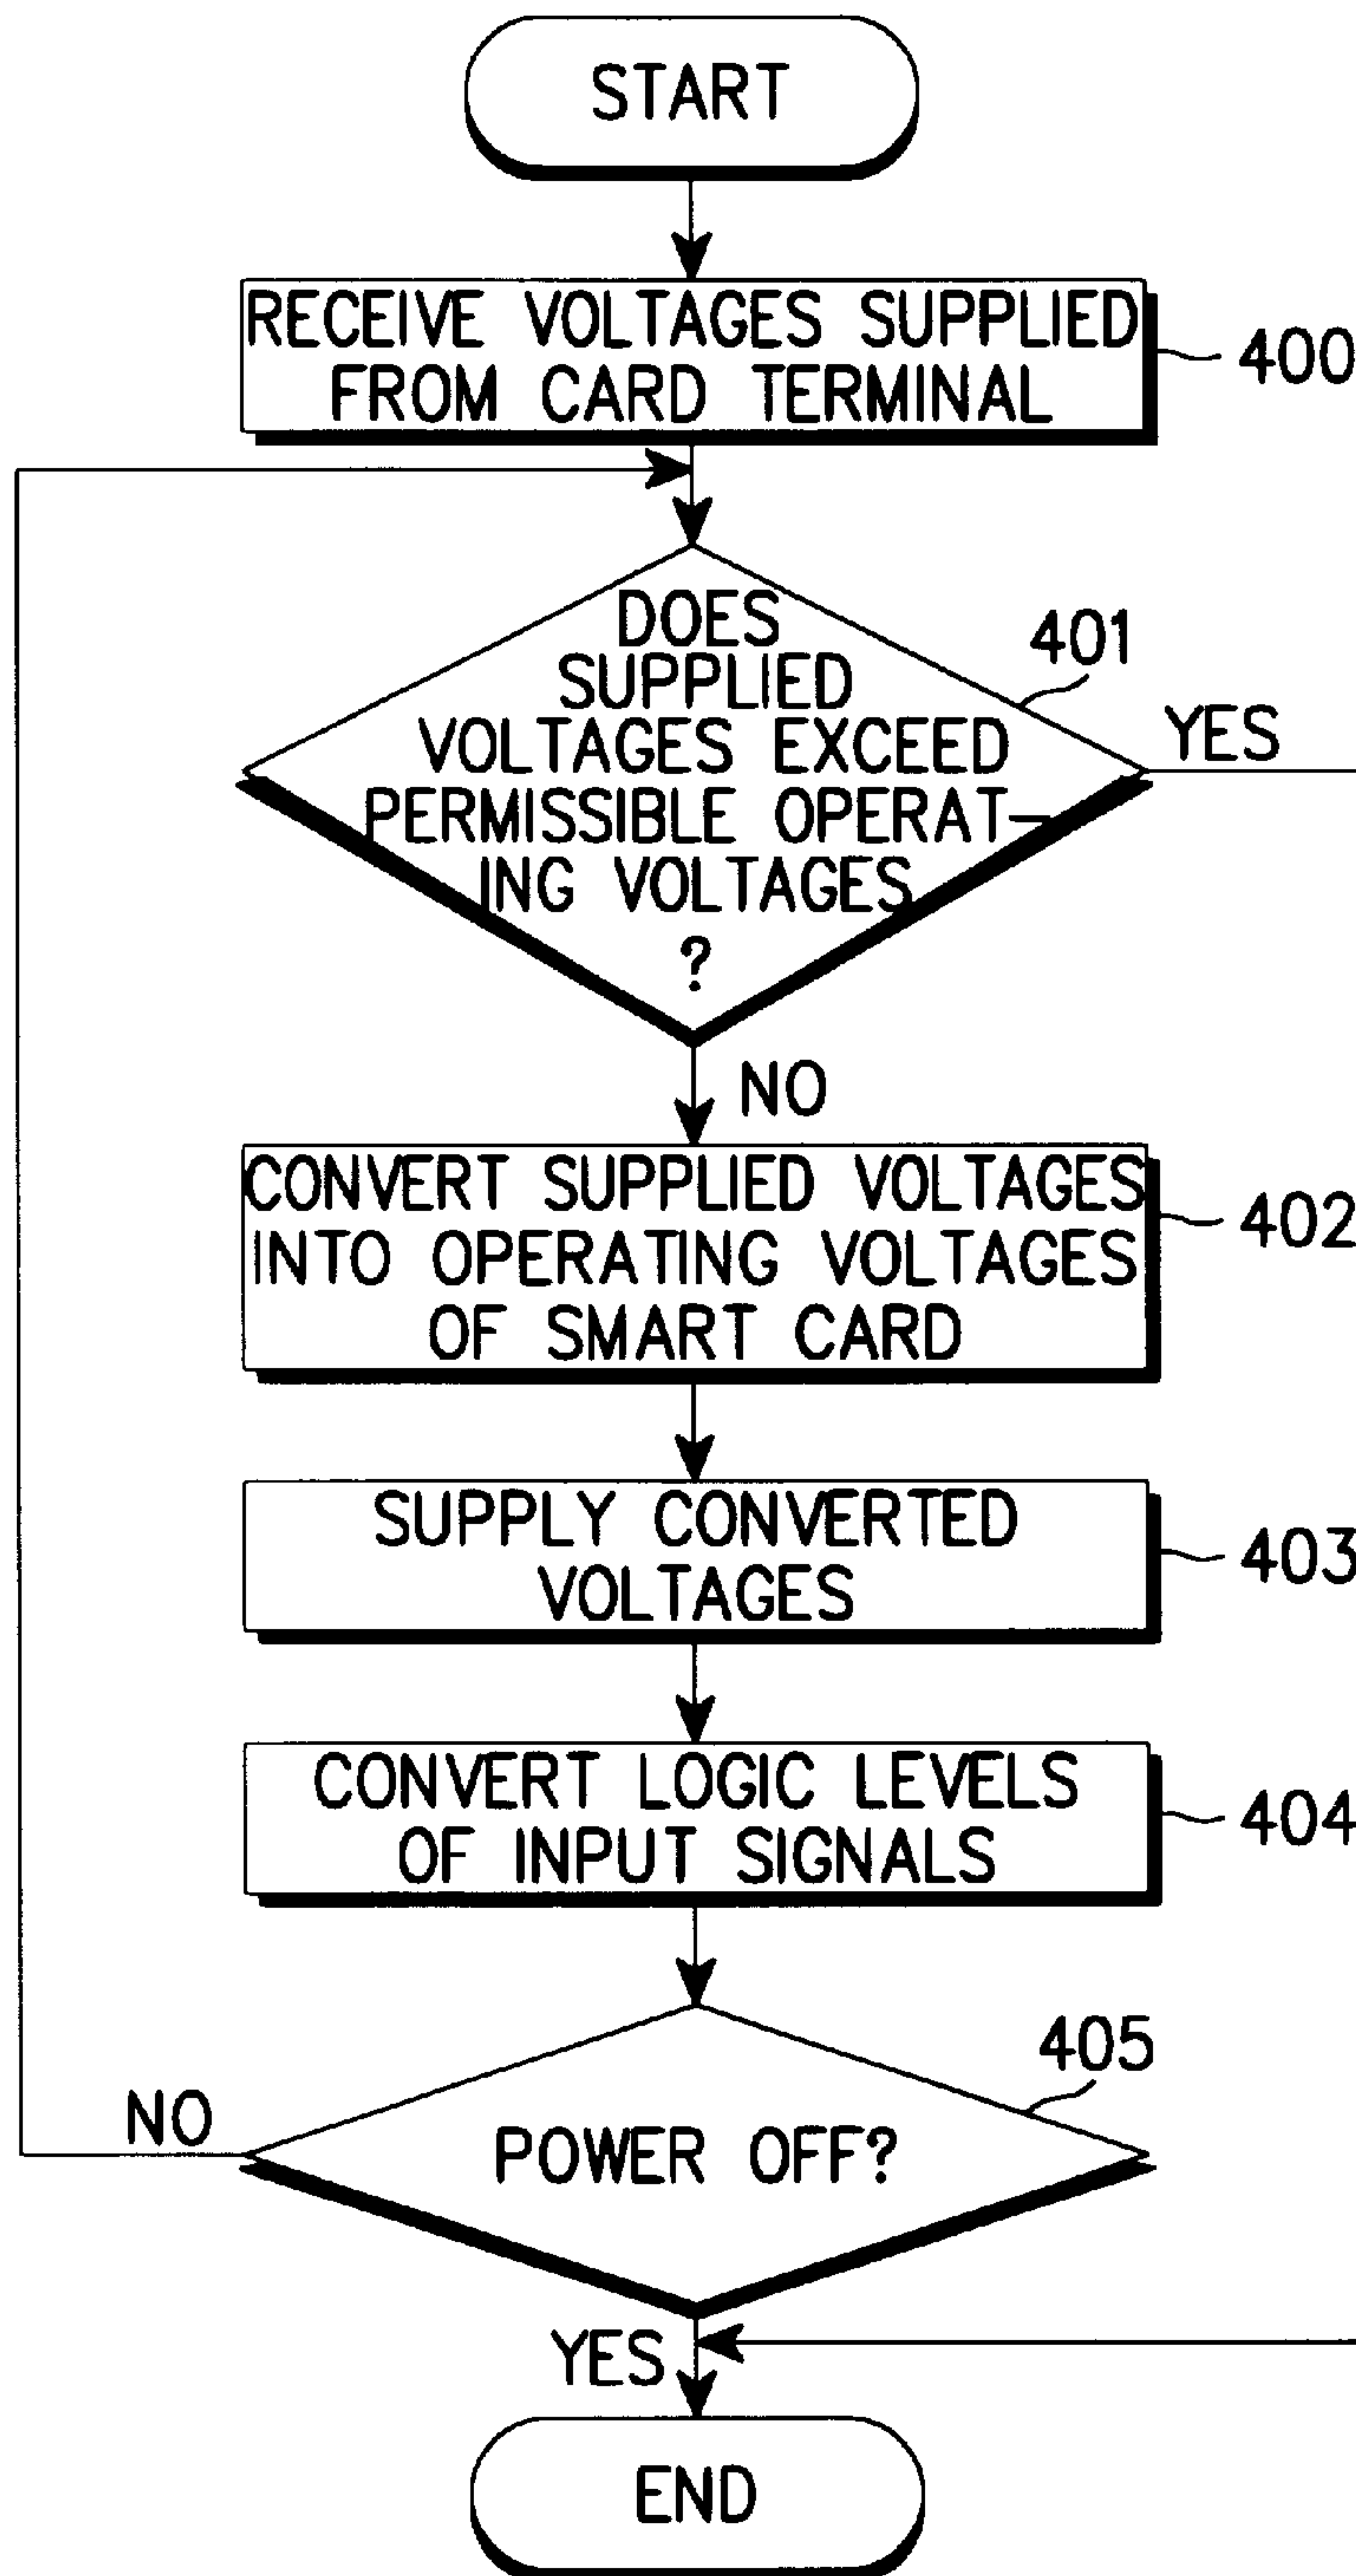 START
RECEIVE VOLTAGES SUPPLIED
FROM CARD TERMINAL
400
DOES
SUPPLIED
VOLTAGES EXCEED
PERMISSIBLE OPERAT-
ING VOLTAGES
?
401
YES
NO
CONVERT SUPPLIED VOLTAGES
INTO OPERATING VOLTAGES
OF SMART CARD
402
SUPPLY CONVERTED
VOLTAGES
403
CONVERT LOGIC LEVELS
OF INPUT SIGNALS
404
405
NO
POWER OFF?
YES
END